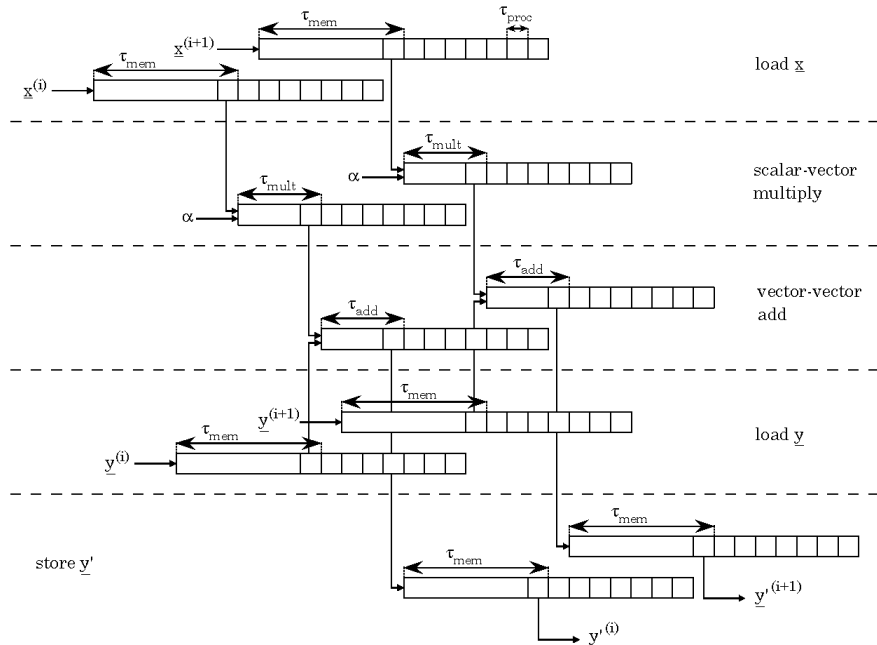 τmem
τproc
x(i+1)
τmem
load x
x(i)
τmult
scalar-vector
multiply
α
τmult
α
τadd
vector-vector
add
τadd
τmem
y(i+1)
load y
τmem
y(i)
τmem
store y'
τmem
y'(i+1)
y'(i)